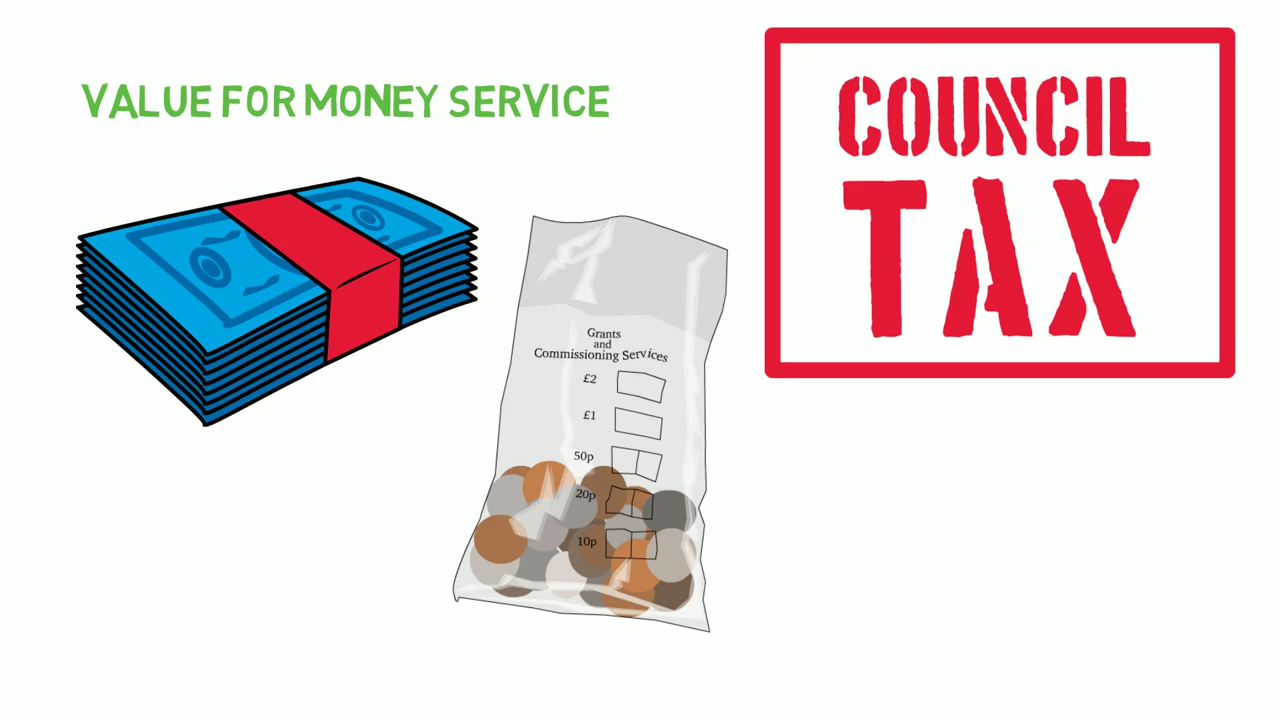 VALUE FOR MONEY SERVICE
COUNCIL
TAX
Grants
and
Commissioning Services
£2
£1
50p
20p
10p